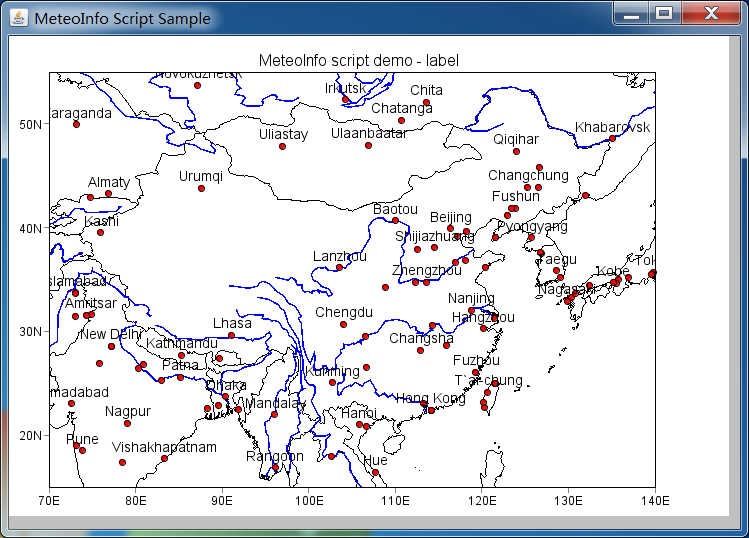 MeteoInfo Script Sample
MeteoInfo script demo - label
Novokuznetsk
Irkutsk
Chita
Karaganda
Chatanga
50N
Uliastay
Ulaanbaatar
Khabarovsk
Qiqihar
Almaty
Urumqi
Changchung
Fushun
Baotou
Beijing
Kashi
40N
Pyongyang
Shijiazhuang
Lanzhou
Taegu
Tok
Zhengzhou
Kobe
Islamabad
Nagasaki
Amritsar
Nanjing
Chengdu
Hangzhou
Lhasa
30N
New Delhi
Changsha
Kathmandu
Patna
Fuzhou
Kunming
Dhaka
T`ai-chung
Ahmadabad
Mandalay
Hang Kong
Nagpur
Hanoi
Pune
20N
Vishakhapatnam
Rangoon
Hue
70E
80E
90E
100E
110E
120E
130E
140E